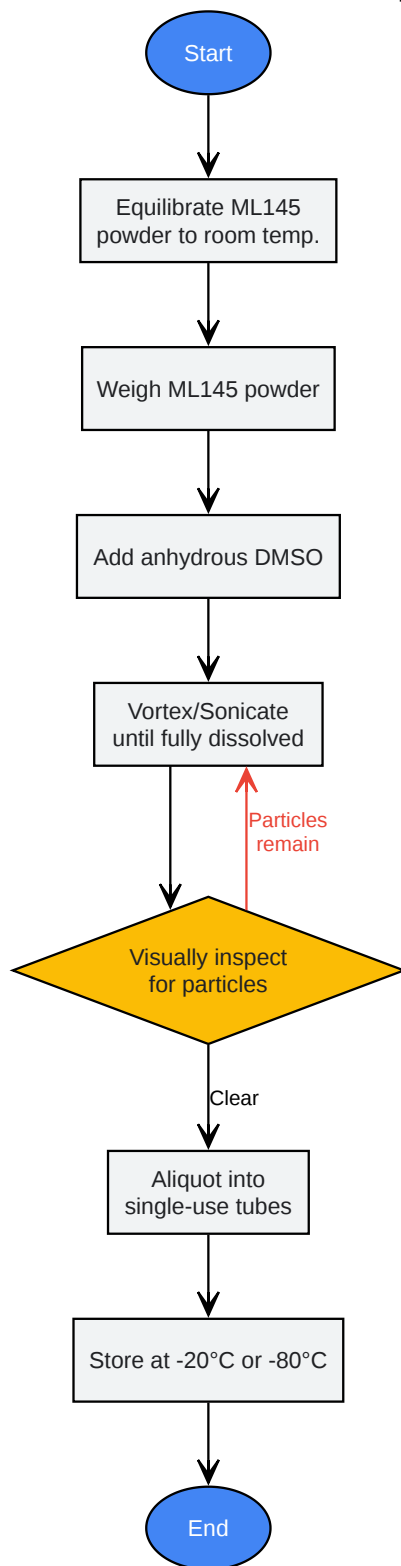 Start
Equilibrate ML145
powder to room temp.
Weigh ML145 powder
Add anhydrous DMSO
Vortex/Sonicate
until fully dissolved
Particles
remain
Visually inspect
for particles
Clear
Aliquot into
single-use tubes
Store at -20°C or -80°C
End